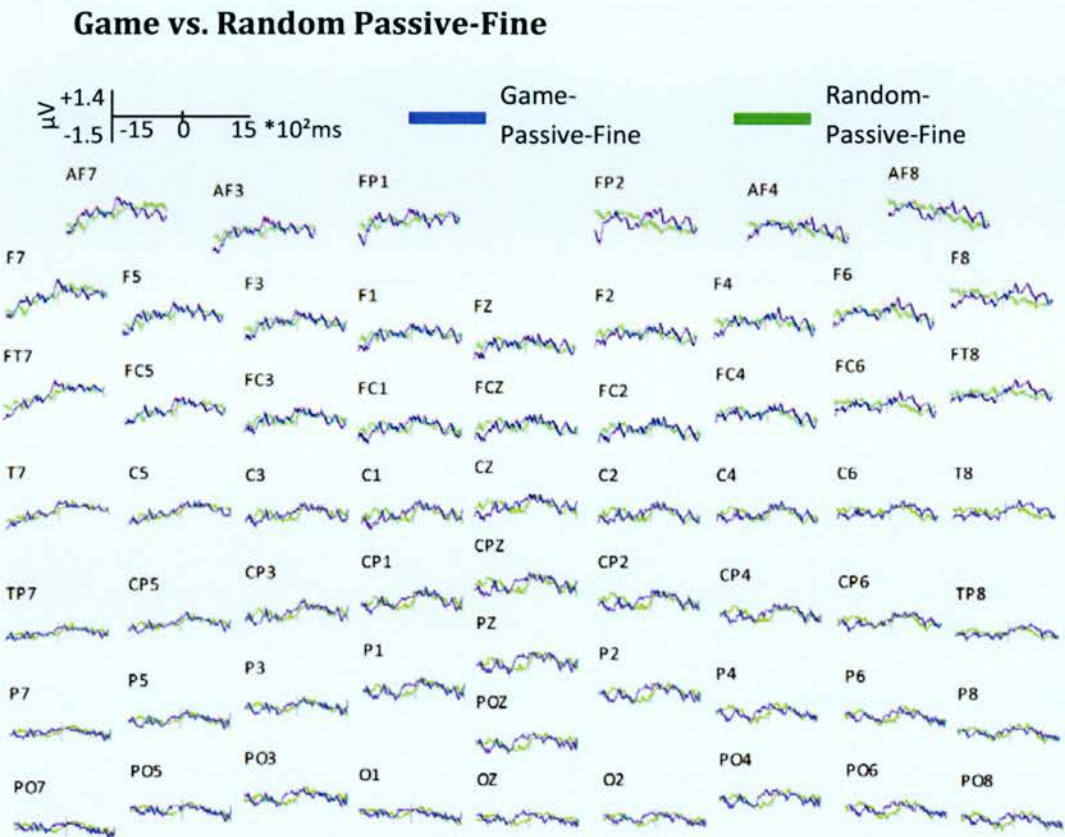 Game vs. Random Passive-Fine
µV
+1.4
-1.5
-15 0 15 *10²ms
Game-
Passive-Fine
Random-
Passive-Fine
AF7 AF3 FP1 FP2 AF4 AF8
F7 F5 F3 F1 FZ F2 F4 F6 F8
FT7 FC5 FC3 FC1 FCZ FC2 FC4 FC6 FT8
T7 C5 C3 C1 CZ C2 C4 C6 T8
TP7 CP5 CP3 CP1 CPZ CP2 CP4 CP6 TP8
P7 P5 P3 P1 PZ P2 P4 P6 P8
POZ
PO7 PO5 PO3 O1 OZ O2 PO4 PO6 PO8